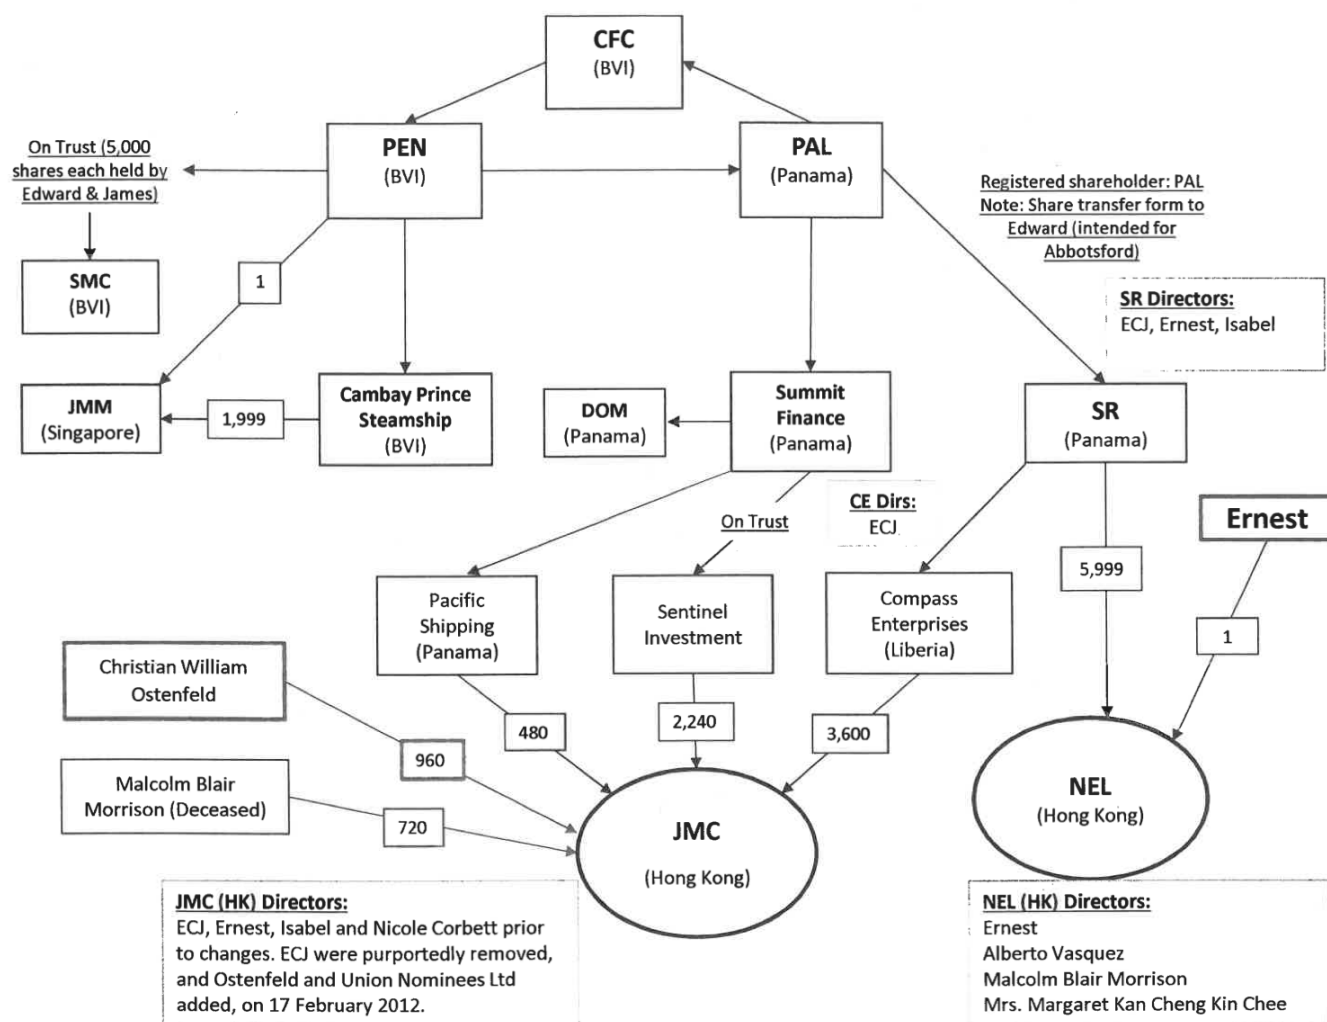 CFC
(BVI)
PEN
(BVI)
PAL
(Panama)
On Trust (5,000
shares each held by
Edward & James)
Registered shareholder: PAL
Note: Share transfer form to
Edward (intended for
Abbotsford)
SMC
(BVI)
1
SR Directors:
ECJ, Ernest, Isabel
JMM
(Singapore)
1,999
Cambay Prince
Steamship
(BVI)
DOM
(Panama)
Summit
Finance
(Panama)
SR
(Panama)
On Trust
CE Dirs:
ECJ
Ernest
5,999
1
Pacific
Shipping
(Panama)
Sentinel
Investment
Compass
Enterprises
(Liberia)
Christian William
Ostenfeld
960
480
2,240
3,600
Malcolm Blair
Morrison (Deceased)
720
JMC
(Hong Kong)
NEL
(Hong Kong)
JMC (HK) Directors:
ECJ, Ernest, Isabel and Nicole Corbett prior
to changes. ECJ were purportedly removed,
and Ostenfeld and Union Nominees Ltd
added, on 17 February 2012.
NEL (HK) Directors:
Ernest
Alberto Vasquez
Malcolm Blair Morrison
Mrs. Margaret Kan Cheng Kin Chee